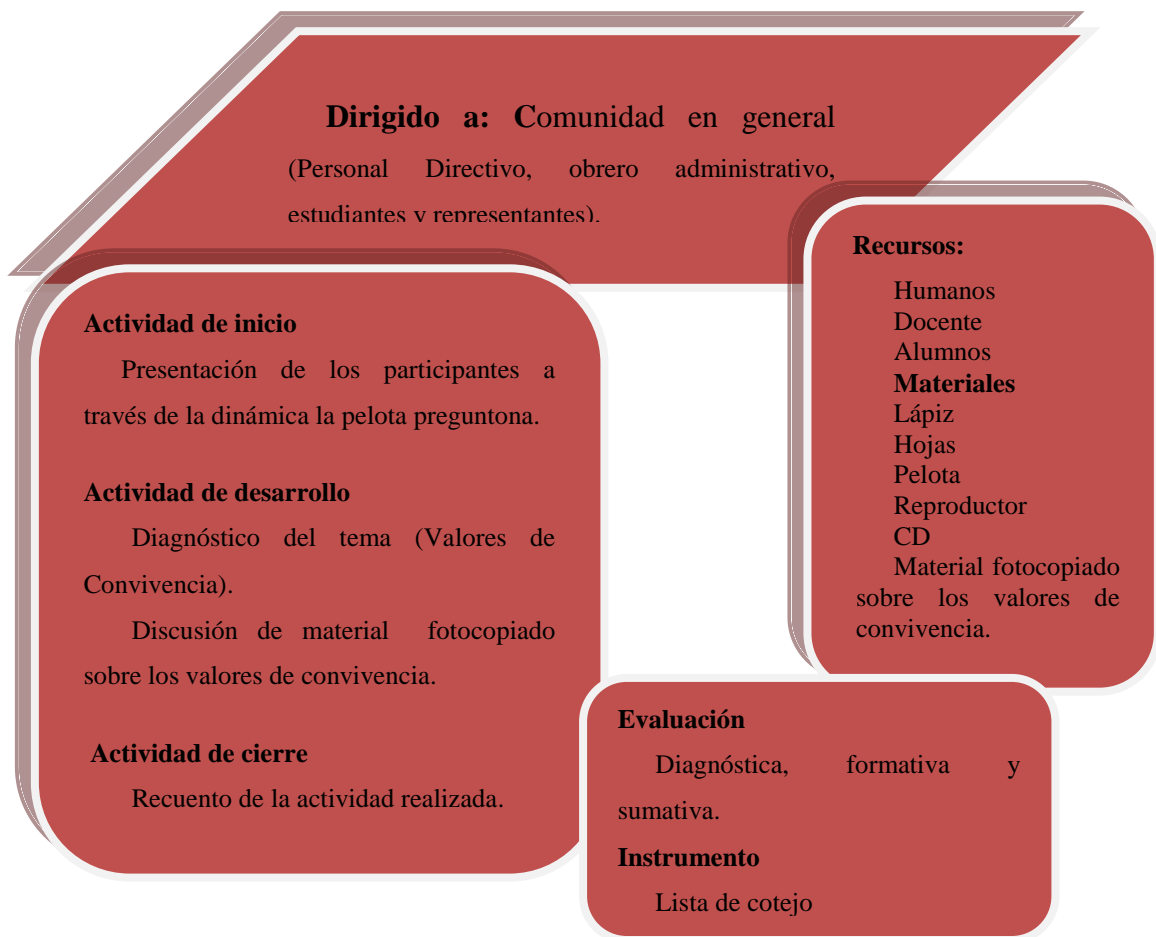 Dirigido a: Comunidad en general
(Personal Directivo, obrero administrativo,
estudiantes y representantes).
Actividad de inicio
Presentación de los participantes a
través de la dinámica la pelota preguntona.
Actividad de desarrollo
Diagnóstico del tema (Valores de
Convivencia).
Discusión de material fotocopiado
sobre los valores de convivencia.
Actividad de cierre
Recuento de la actividad realizada.
Recursos:
Humanos
Docente
Alumnos
Materiales
Lápiz
Hojas
Pelota
Reproductor
CD
Material fotocopiado
sobre los valores de
convivencia.
Evaluación
Diagnóstica, formativa y
sumativa.
Instrumento
Lista de cotejo